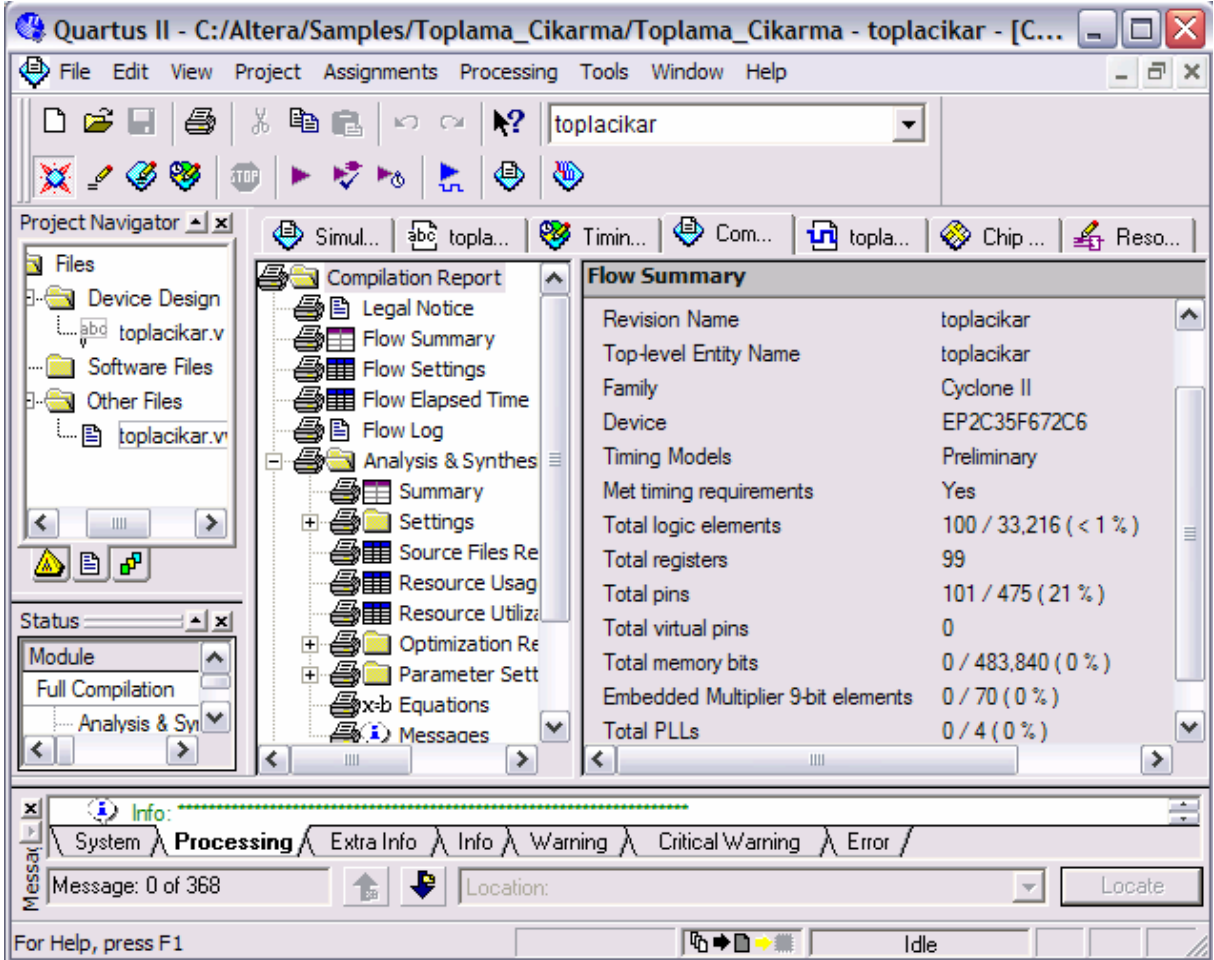 Quartus II - C:/Altera/Samples/Toplama_Cikarma/Toplama_Cikarma - toplacikar - [C...
File Edit View Project Assignments Processing Tools Window Help
toplacikar
STOP
Project Navigator
Files
Device Design
abc toplacikar.v
Software Files
Other Files
toplacikar.v
Simul...
abc topla...
Timin...
Com...
topla...
Chip ...
Reso...
Compilation Report
Legal Notice
Flow Summary
Flow Settings
Flow Elapsed Time
Flow Log
Analysis & Synthes
Summary
Settings
Source Files Re
Resource Usag
Resource Utiliza
Optimization Re
Parameter Sett
x=b Equations
Messages
Flow Summary
Revision Name toplacikar
Top-level Entity Name toplacikar
Family Cyclone II
Device EP2C35F672C6
Timing Models Preliminary
Met timing requirements Yes
Total logic elements 100 / 33,216 ( < 1 % )
Total registers 99
Total pins 101 / 475 ( 21 % )
Total virtual pins 0
Total memory bits 0 / 483,840 ( 0 % )
Embedded Multiplier 9-bit elements 0 / 70 ( 0 % )
Total PLLs 0 / 4 ( 0 % )
Status
Module
Full Compilation
Analysis & Syn
Messag
Info: *******************************************************************
System Processing Extra Info Info Warning Critical Warning Error
Message: 0 of 368
Location:
Locate
For Help, press F1
Idle